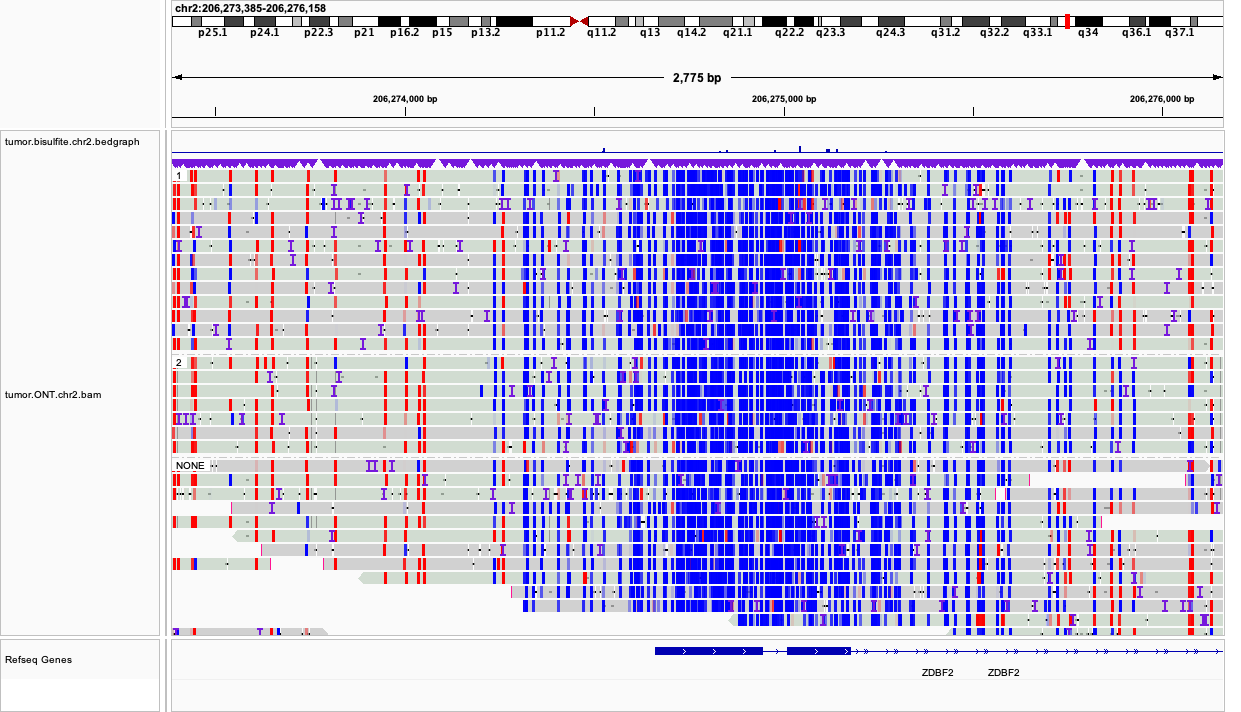 chr2:206,273,385-206,276,158
p25.1 p24.1 p22.3 p21 p16.2 p15 p13.2 p11.2 q11.2 q13 q14.2 q21.1 q22.2 q23.3 q24.3 q31.2 q32.2 q33.1 q34 q36.1 q37.1
2,775 bp
206,274,000 bp 206,275,000 bp 206,276,000 bp
tumor.bisulfite.chr2.bedgraph
1
2
tumor.ONT.chr2.bam
NONE
Refseq Genes
ZDBF2 ZDBF2